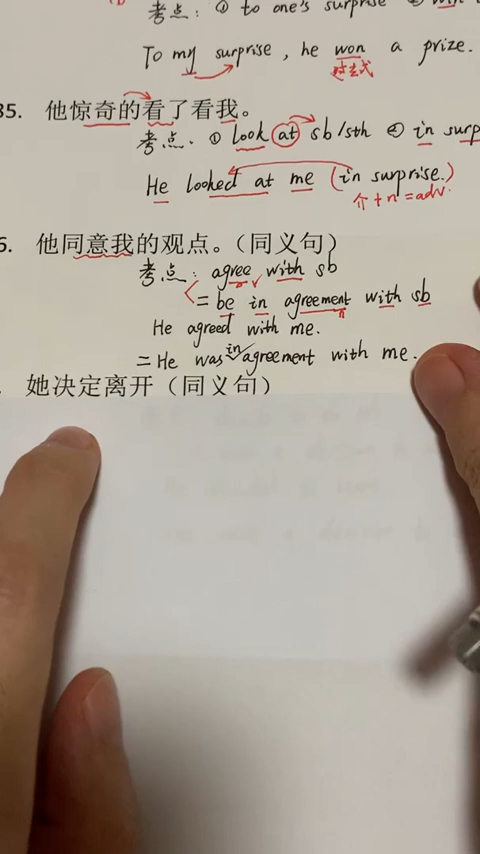 考点：① to one's surprise ② win
To my surprise, he won a prize.
过去式
35. 他惊奇的看了看我。
考点. ① look at sb/sth ② in surp
He looked at me (in surprise.)
介+n=adv.
6. 他同意我的观点。（同义句）
考点：agree with sb
v
= be in agreement with sb
n
He agreed with me.
= He was in agreement with me.
她决定离开（同义句）